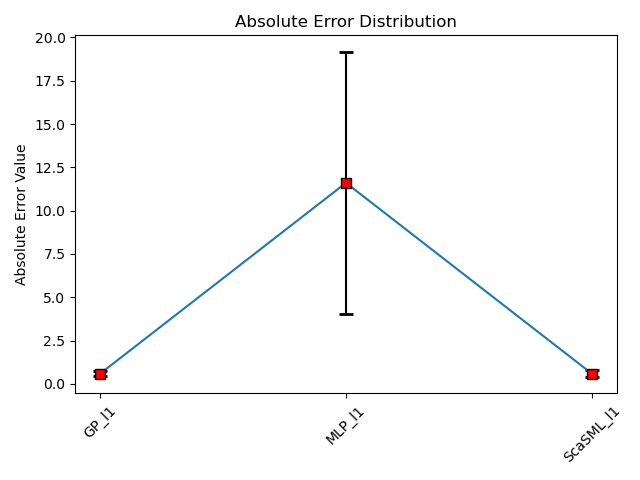 Absolute Error Distribution
Absolute Error Value
20.0
17.5
15.0
12.5
10.0
7.5
5.0
2.5
0.0
GP_l1
MLP_l1
ScaSML_l1